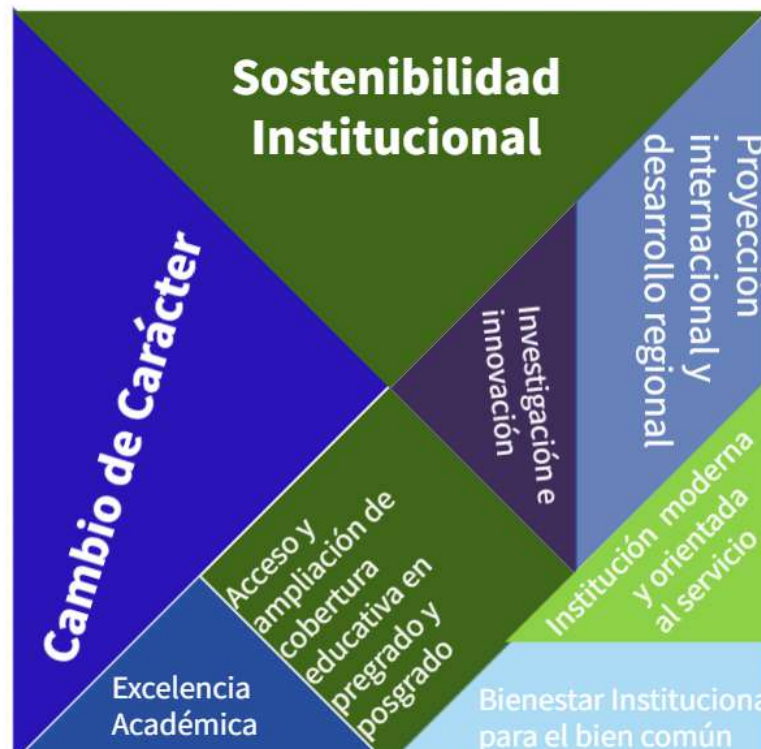 Sostenibilidad
Institucional
Proyección
internacional y
desarrollo regional
Cambio de Carácter
Investigación e
innovación
Institución moderna
y orientada
al servicio
Acceso y
ampliación de
cobertura
educativa en
pregrado y
posgrado
Excelencia
Académica
Bienestar Instituciona
para el bien común